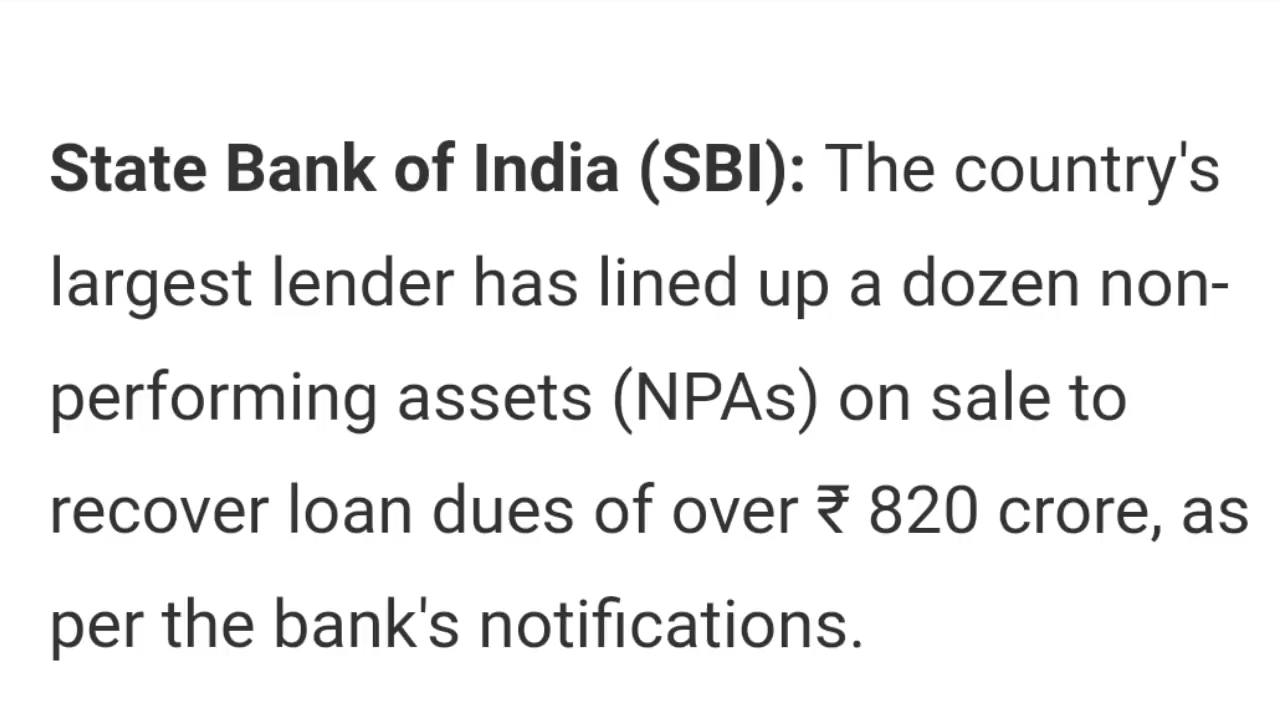 State Bank of India (SBI): The country's
largest lender has lined up a dozen non-
performing assets (NPAs) on sale to
recover loan dues of over ₹ 820 crore, as
per the bank's notifications.